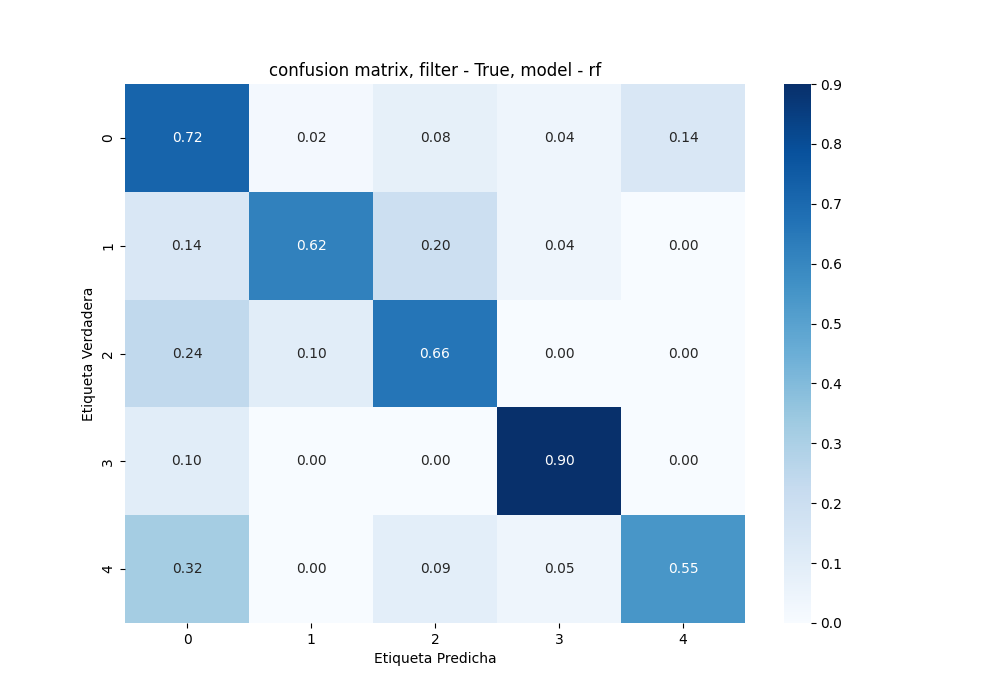 confusion matrix, filter - True, model - rf
0.9
0 0.72 0.02 0.08 0.04 0.14
0.8
0.7
1 0.14 0.62 0.20 0.04 0.00
0.6
Etiqueta Verdadera
0.5
2 0.24 0.10 0.66 0.00 0.00
0.4
0.3
3 0.10 0.00 0.00 0.90 0.00
0.2
4 0.32 0.00 0.09 0.05 0.55
0.1
0.0
0 1 2 3 4
Etiqueta Predicha